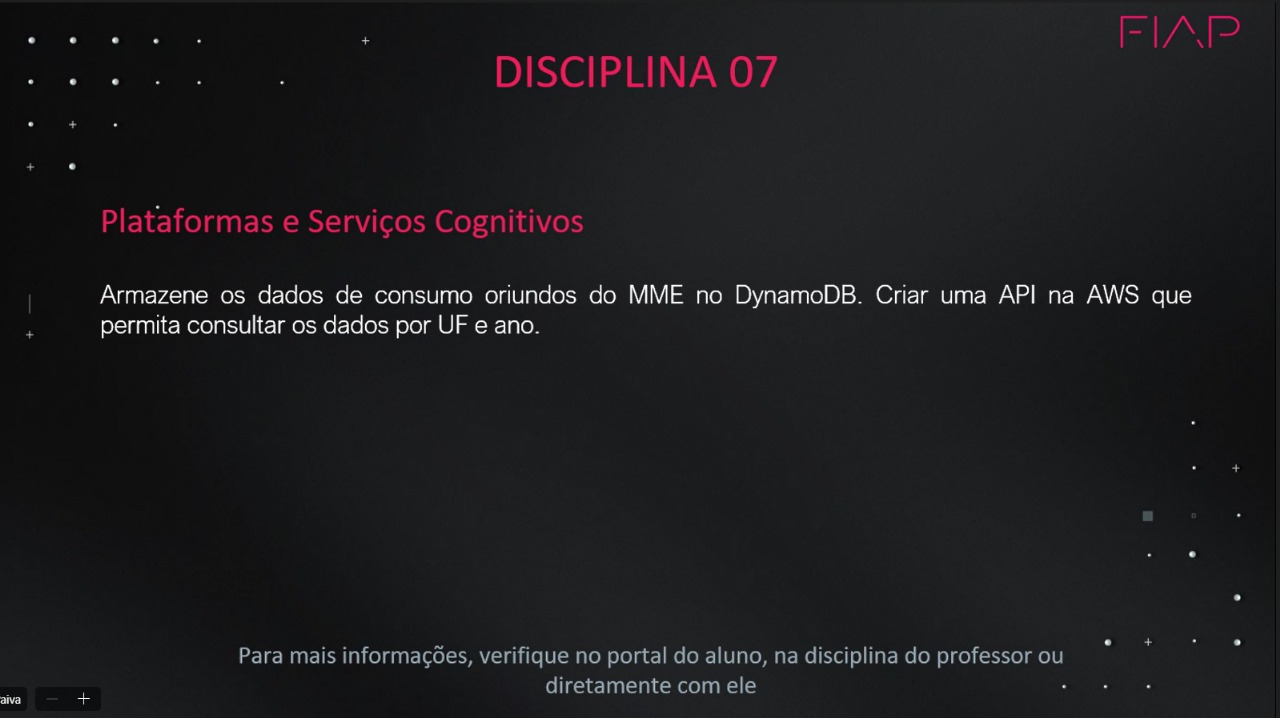 FIAP
DISCIPLINA 07
Plataformas e Serviços Cognitivos
Armazene os dados de consumo oriundos do MME no DynamoDB. Criar uma API na AWS que
permita consultar os dados por UF e ano.
Para mais informações, verifique no portal do aluno, na disciplina do professor ou
diretamente com ele